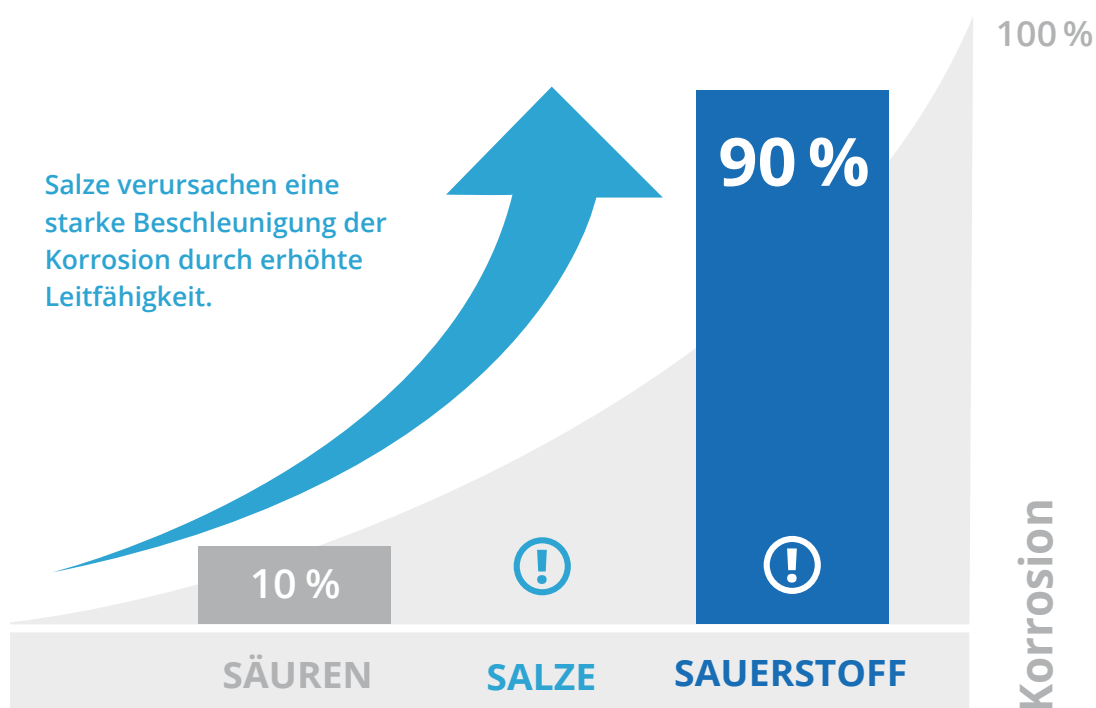 100 %
90 %
Salze verursachen eine
starke Beschleunigung der
Korrosion durch erhöhte
Leitfähigkeit.
!
!
10 %
SÄUREN
SALZE
SAUERSTOFF
Korrosion